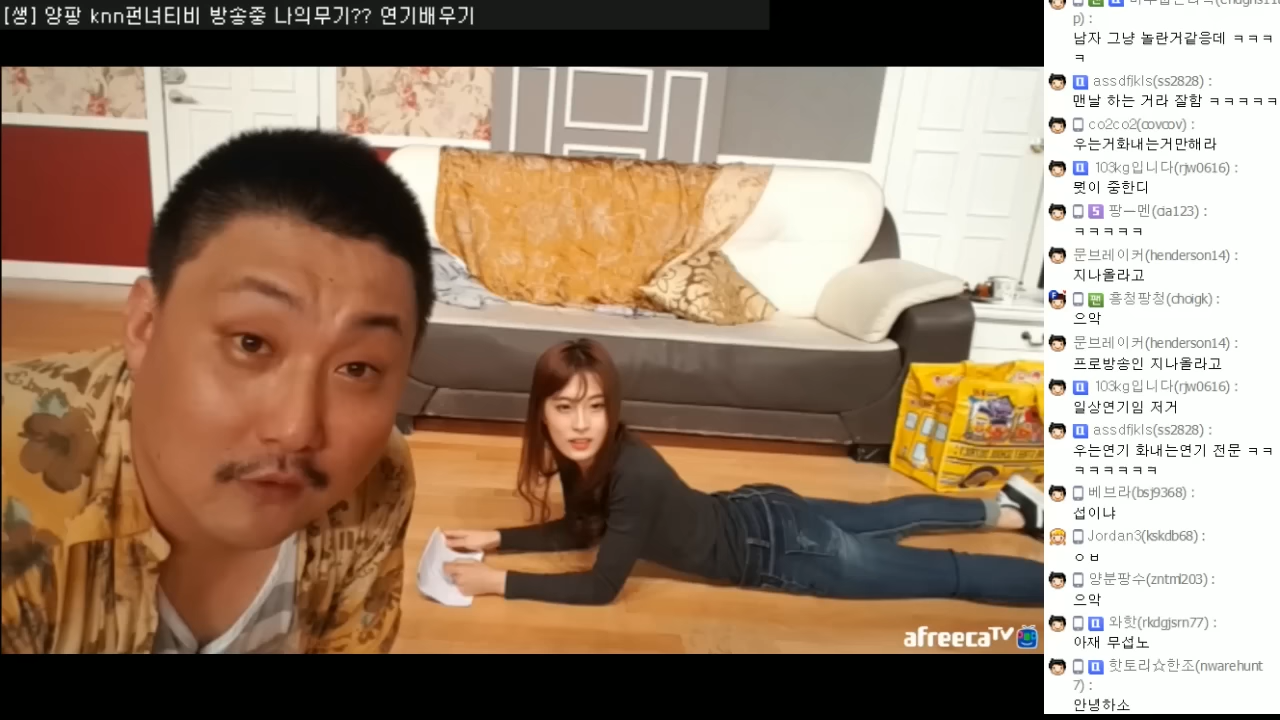 [생] 양팡 knn펀녀티비 방송중 나의무기?? 연기배우기
p) :
남자 그냥 놀란거같응데 ㅋㅋㅋ
ㅋ
assdfjkls(ss2828) :
맨날 하는 거라 잘함 ㅋㅋㅋㅋㅋ
co2co2(covcov) :
우는거화내는거만해라
103kg입니다(rjw0616) :
뭣이 중한디
S 팡ㅡ멘(cia123) :
ㅋㅋㅋㅋㅋ
문브레이커(henderson14) :
지나올라고
팬 홍청팡청(choigk) :
으악
문브레이커(henderson14) :
프로방송인 지나올라고
103kg입니다(rjw0616) :
일상연기임 저거
assdfjkls(ss2828) :
우는연기 화내는연기 전문 ㅋㅋ
ㅋㅋㅋㅋㅋㅋ
베브라(bsj9368) :
섭이냐
Jordan3(kskdb68) :
ㅇㅂ
양분팡수(zntml203) :
으악
와핫(rkdgjsrn77) :
아재 무섭노
핫토리☆한조(nwarehunt
7) :
안녕하소
afreecaTV